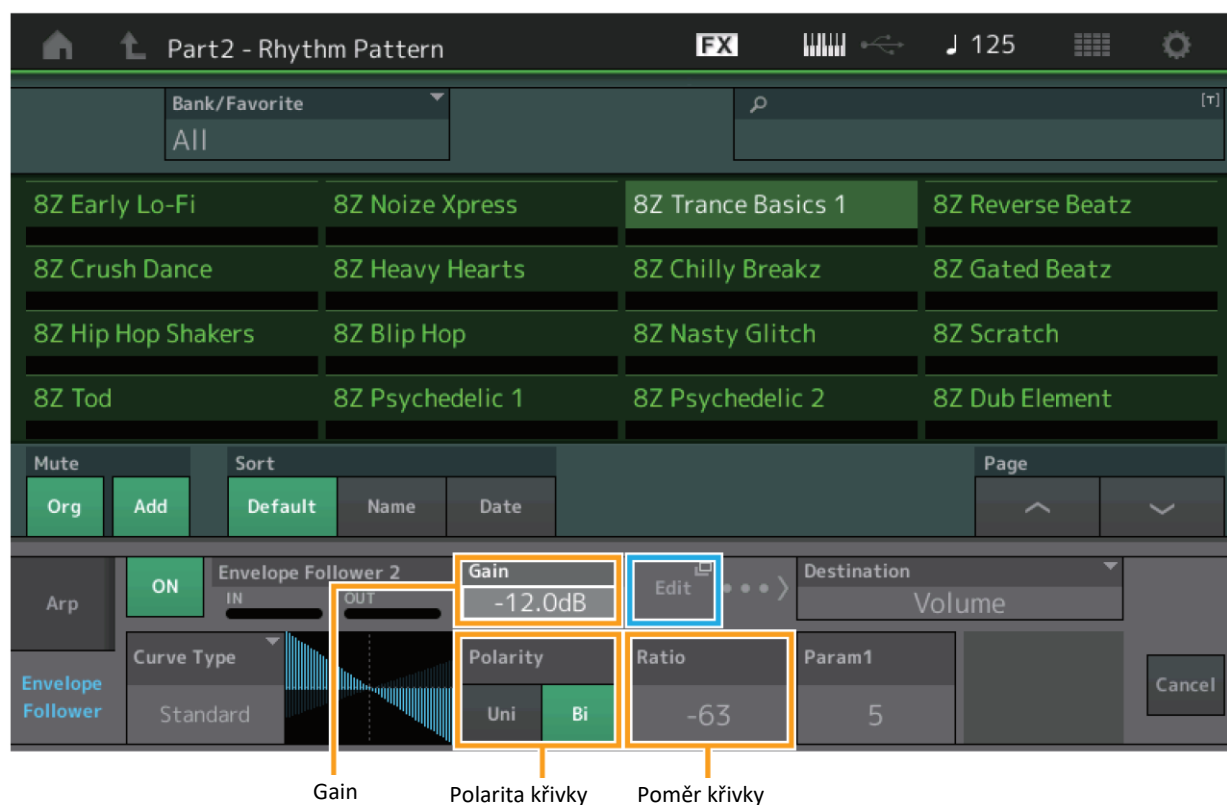 Part2 - Rhythm Pattern FX 125
Bank/Favorite [T]
All
8Z Early Lo-Fi 8Z Noize Xpress 8Z Trance Basics 1 8Z Reverse Beatz
8Z Crush Dance 8Z Heavy Hearts 8Z Chilly Breakz 8Z Gated Beatz
8Z Hip Hop Shakers 8Z Blip Hop 8Z Nasty Glitch 8Z Scratch
8Z Tod 8Z Psychedelic 1 8Z Psychedelic 2 8Z Dub Element
Mute Sort Page
Org Add Default Name Date
Arp ON Envelope Follower 2 Gain Edit Destination
IN OUT -12.0dB Volume
Curve Type Polarity Ratio Param1
Envelope Follower Standard Uni Bi -63 5 Cancel
Gain Polarita křivky Poměr křivky